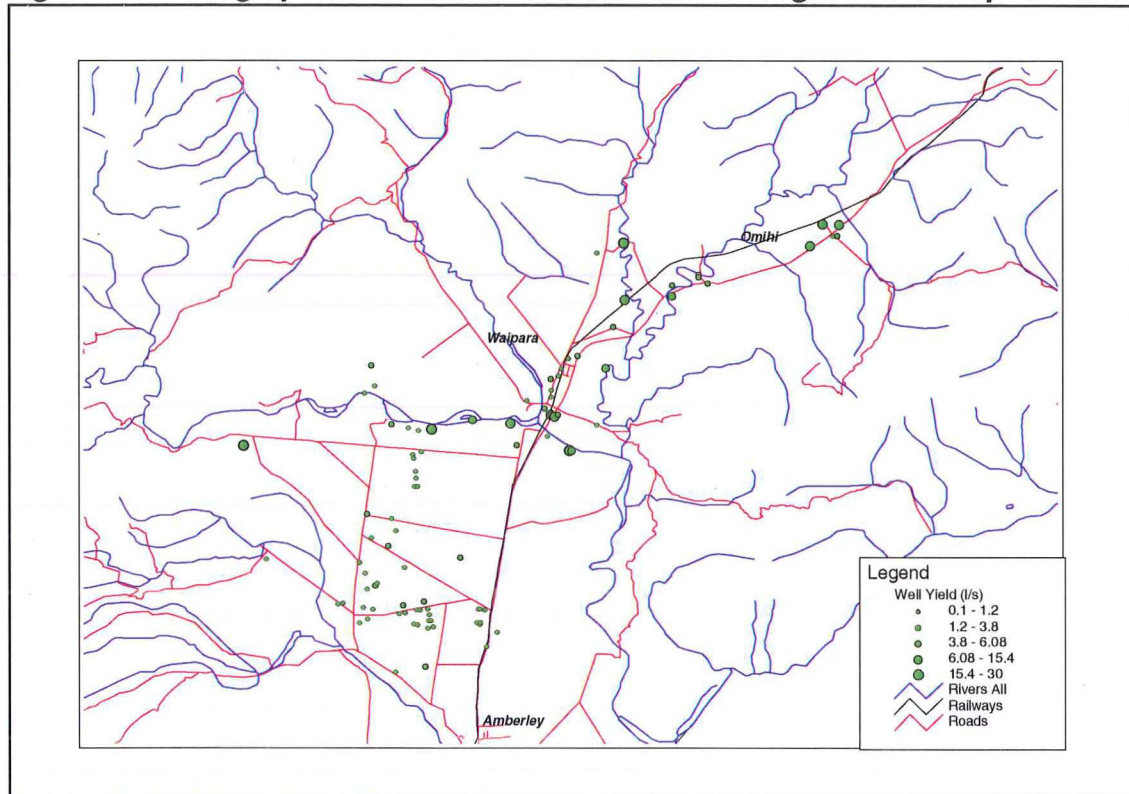 Omihi
Waipara
Amberley
Legend
Well Yield (l/s)
0.1 - 1.2
1.2 - 3.8
3.8 - 6.08
6.08 - 15.4
15.4 - 30
Rivers All
Railways
Roads